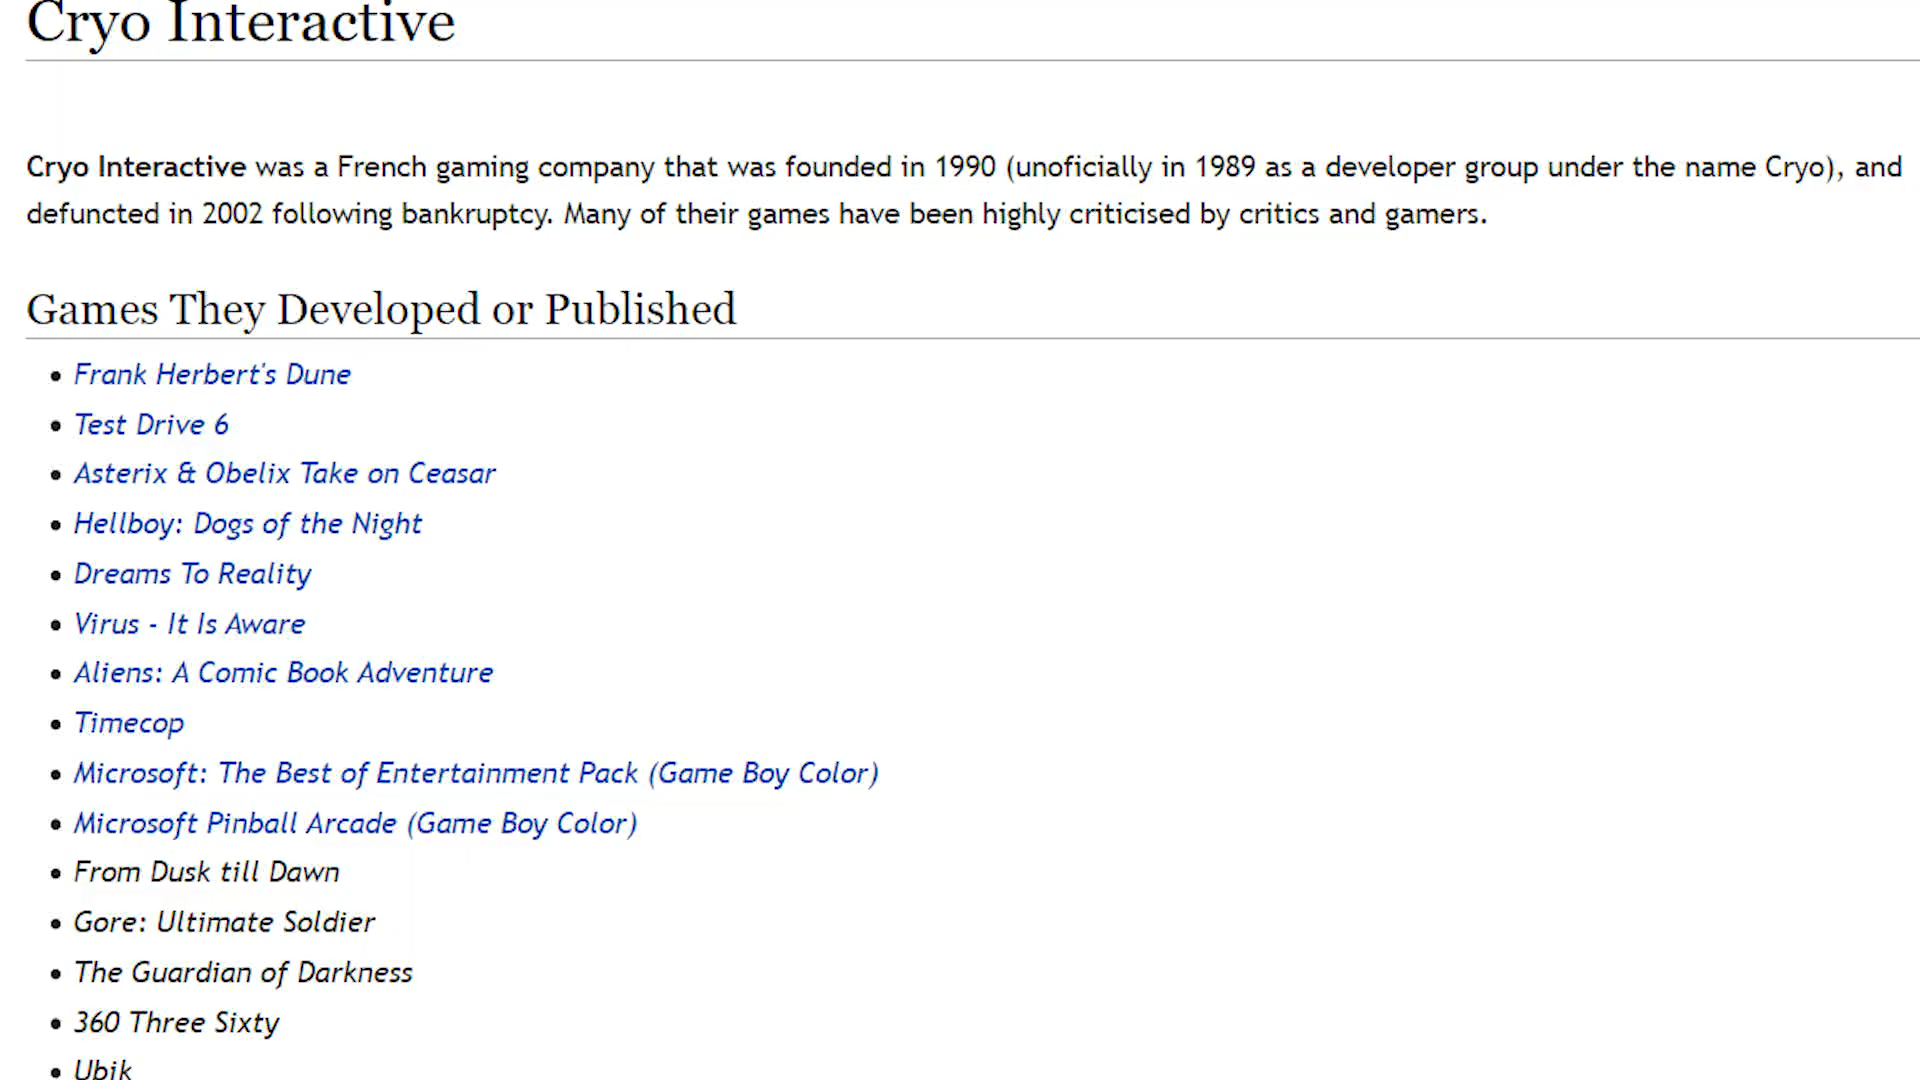 Cryo Interactive
Cryo Interactive was a French gaming company that was founded in 1990 (unoficially in 1989 as a developer group under the name Cryo), and
defuncted in 2002 following bankruptcy. Many of their games have been highly criticised by critics and gamers.
Games They Developed or Published
• Frank Herbert's Dune
• Test Drive 6
• Asterix & Obelix Take on Ceasar
• Hellboy: Dogs of the Night
• Dreams To Reality
• Virus - It Is Aware
• Aliens: A Comic Book Adventure
• Timecop
• Microsoft: The Best of Entertainment Pack (Game Boy Color)
• Microsoft Pinball Arcade (Game Boy Color)
• From Dusk till Dawn
• Gore: Ultimate Soldier
• The Guardian of Darkness
• 360 Three Sixty
• Ubik